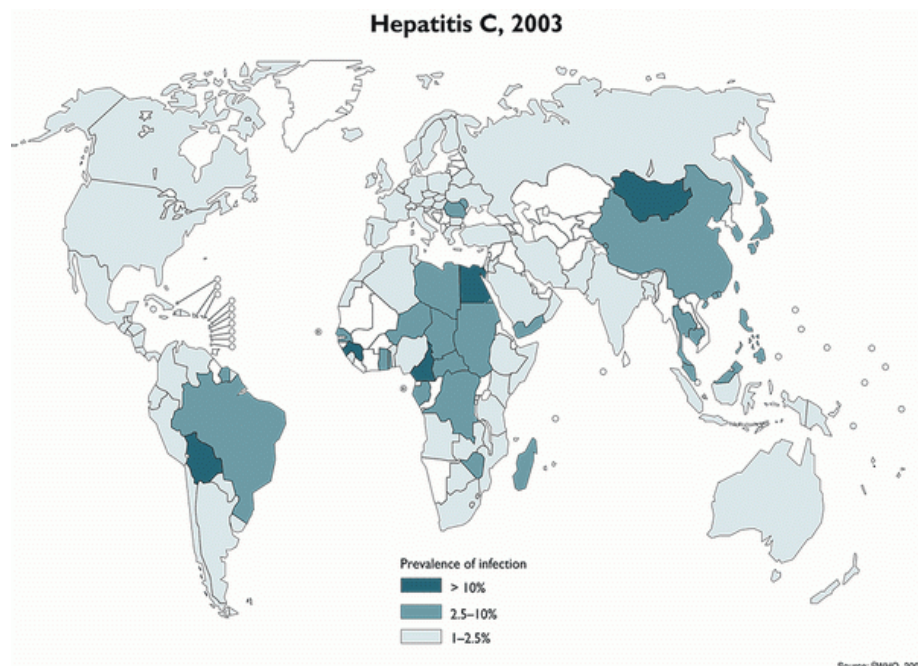 Hepatitis C, 2003
Prevalence of infection
> 10%
2.5–10%
1–2.5%